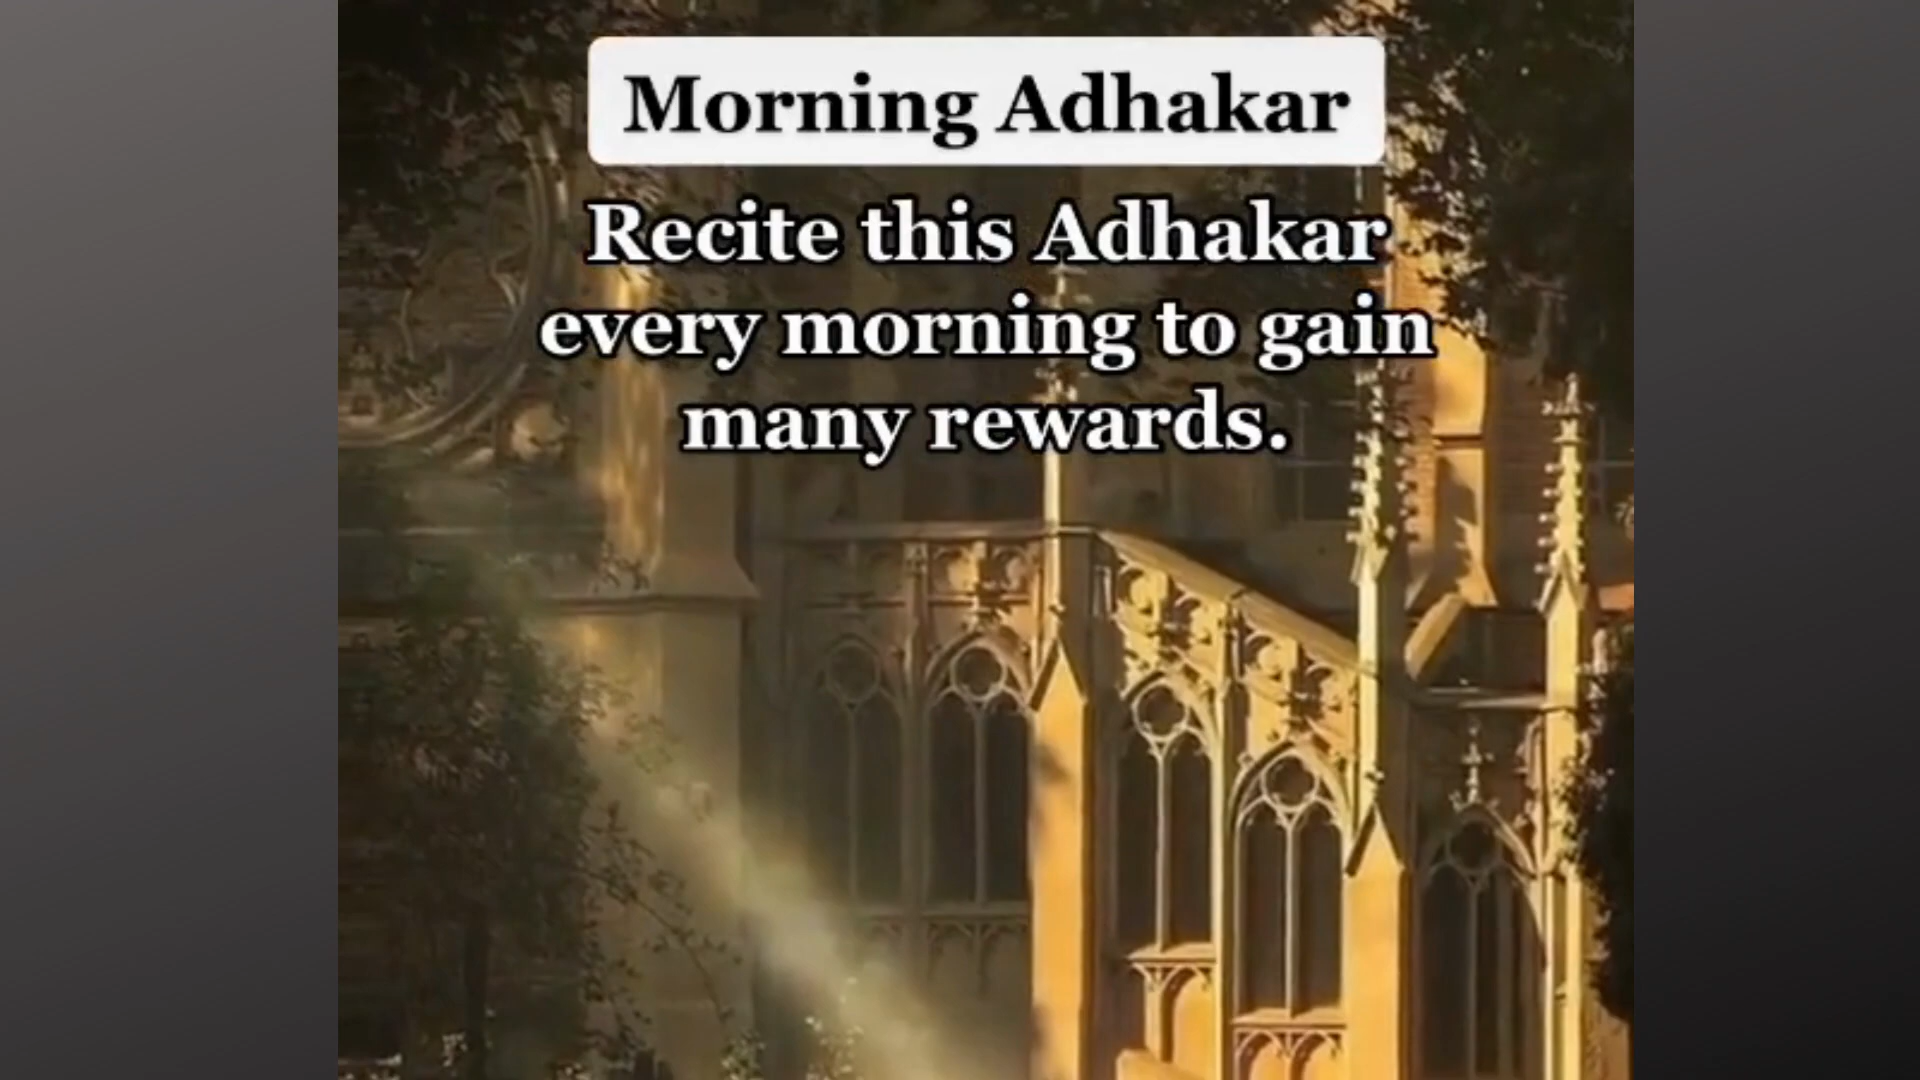 Morning Adhakar
Recite this Adhakar
every morning to gain
many rewards.